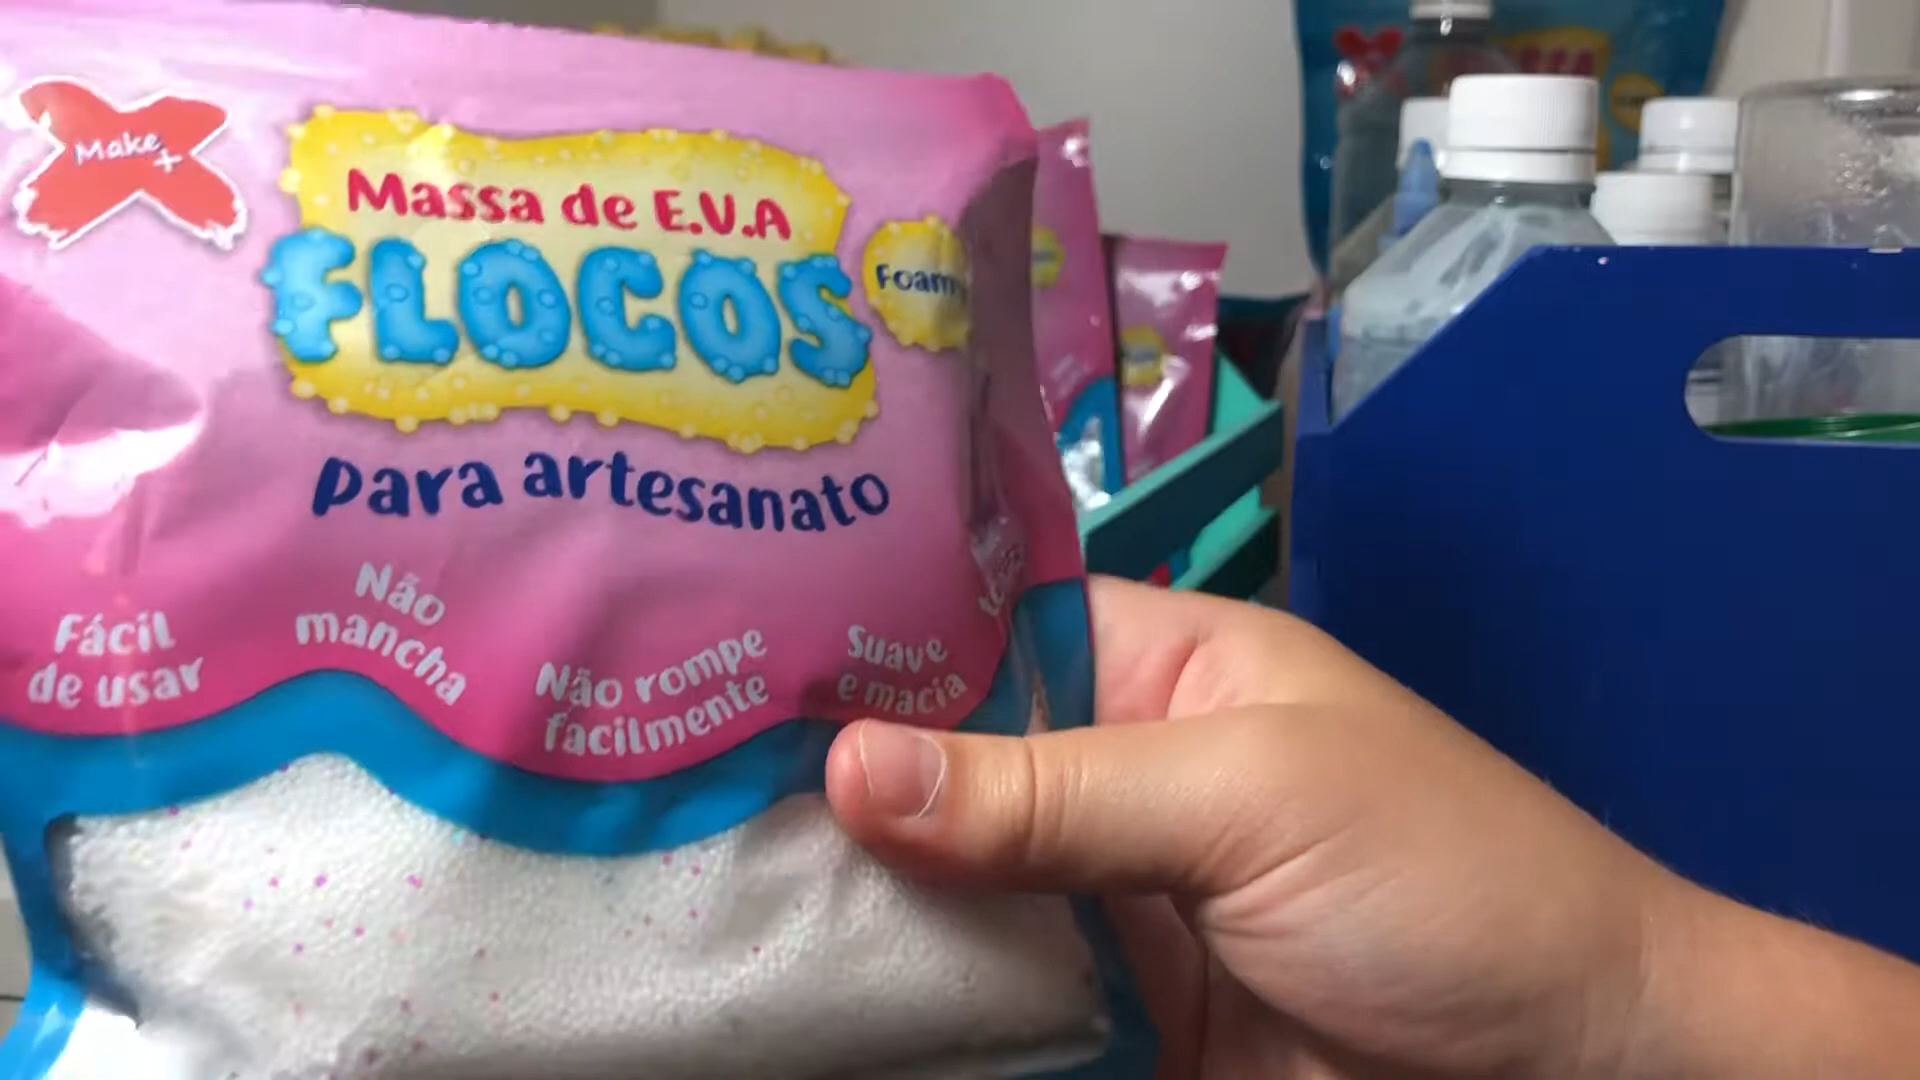 Make
+
Massa de E.V.A
FLOCOS
Foam
para artesanato
Fácil
de usar
Não
mancha
Não rompe
facilmente
Suave
e macia